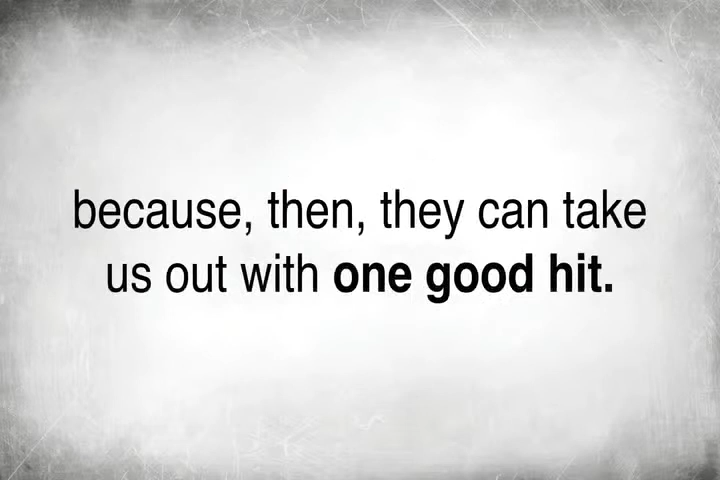 because, then, they can take
us out with one good hit.